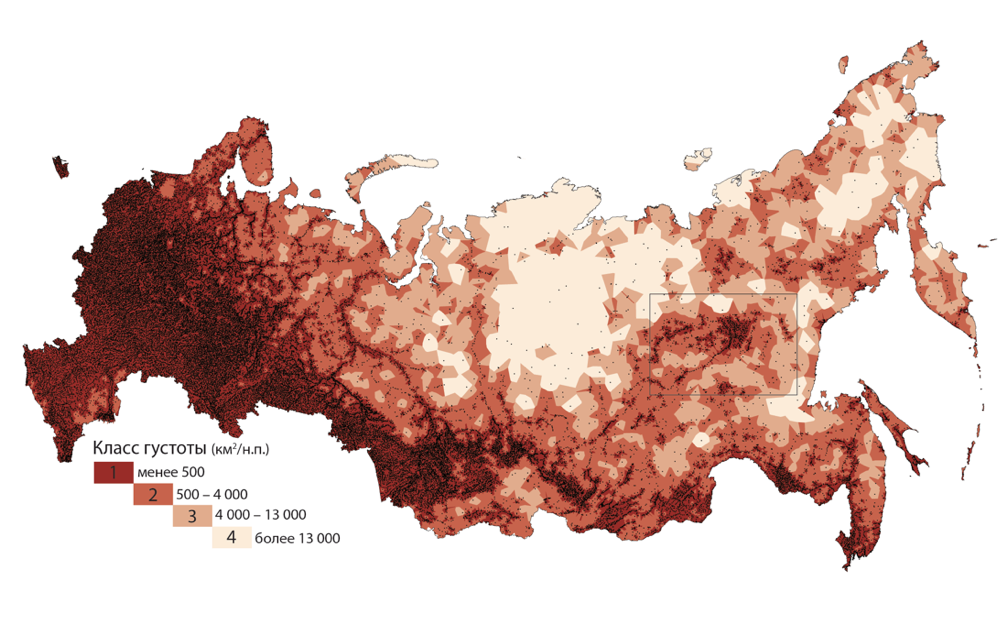 Класс густоты (км²/н.п.)
1 менее 500
2 500 – 4 000
3 4 000 – 13 000
4 более 13 000